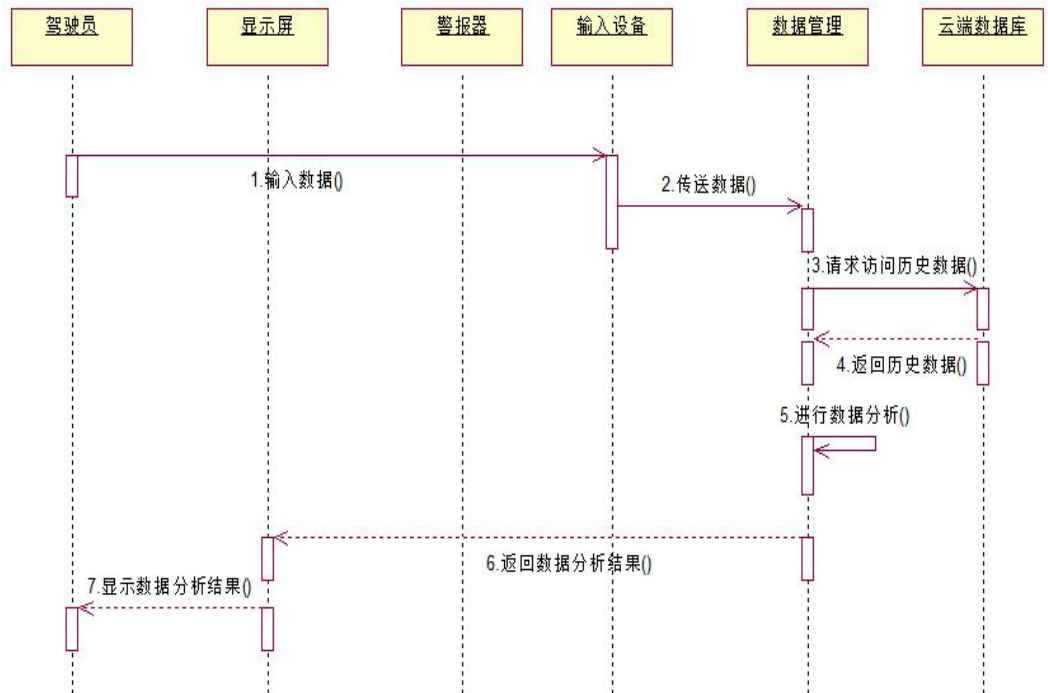 驾驶员
显示屏
警报器
输入设备
数据管理
云端数据库
1.输入数据()
2.传送数据()
3.请求访问历史数据()
4.返回历史数据()
5.进行数据分析()
6.返回数据分析结果()
7.显示数据分析结果()